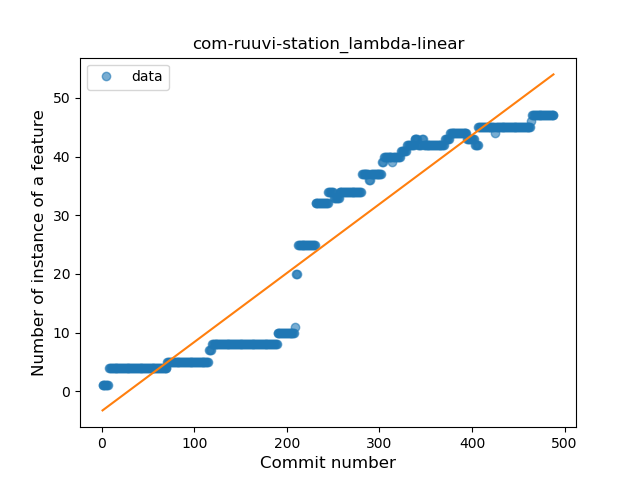 com-ruuvi-station_lambda-linear
data
Number of instance of a feature
50
40
30
20
10
0
0 100 200 300 400 500
Commit number